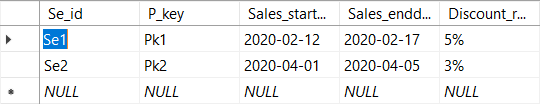 Se_id P_key Sales_start... Sales_endd... Discount_r...
Se1 Pk1 2020-02-12 2020-02-17 5%
Se2 Pk2 2020-04-01 2020-04-05 3%
NULL NULL NULL NULL NULL